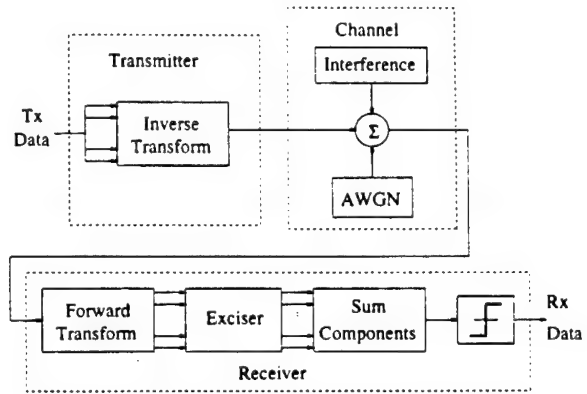 Channel
Transmitter
Interference
Tx
Data
Inverse
Transform
Σ
AWGN
Forward
Transform
Exciser
Sum
Components
Rx
Data
Receiver